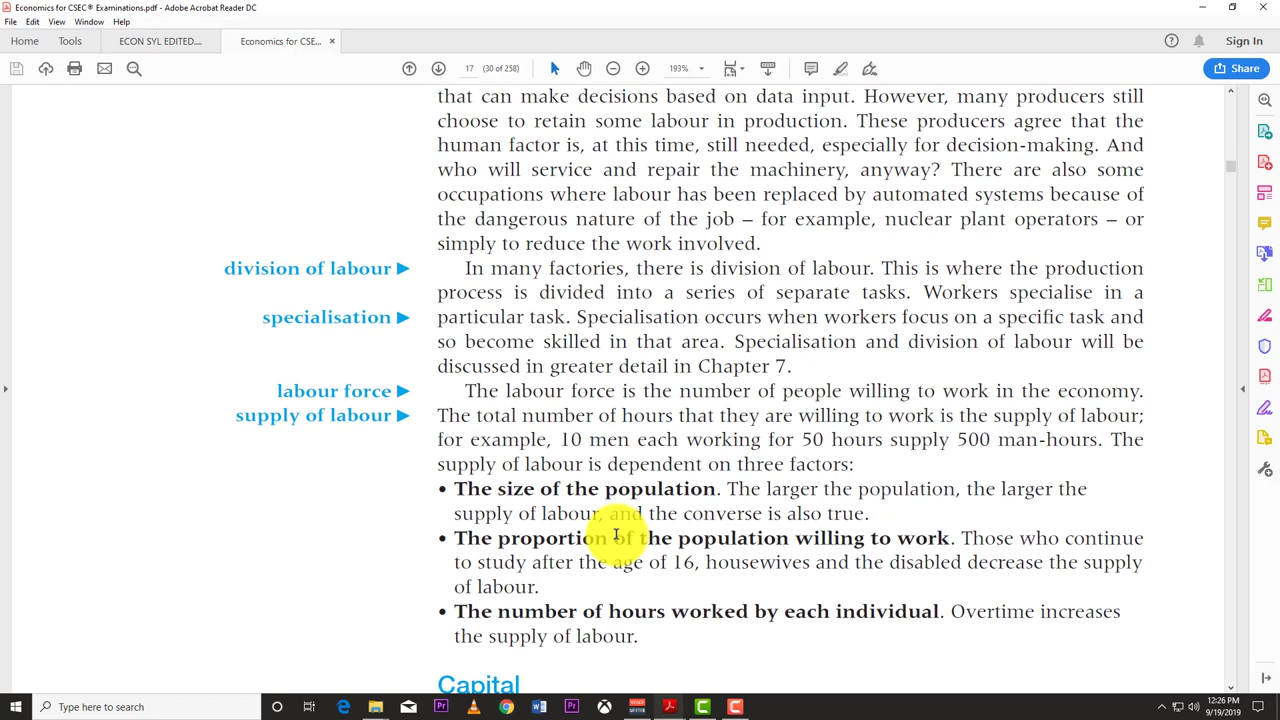 Economics for CSEC® Examinations.pdf - Adobe Acrobat Reader DC
File Edit View Window Help
Home Tools ECON SYL EDITED.... Economics for CSE... ×
Sign In
17 (30 of 258) 193% Share
that can make decisions based on data input. However, many producers still
choose to retain some labour in production. These producers agree that the
human factor is, at this time, still needed, especially for decision-making. And
who will service and repair the machinery, anyway? There are also some
occupations where labour has been replaced by automated systems because of
the dangerous nature of the job – for example, nuclear plant operators – or
simply to reduce the work involved.
division of labour ► In many factories, there is division of labour. This is where the production
process is divided into a series of separate tasks. Workers specialise in a
specialisation ► particular task. Specialisation occurs when workers focus on a specific task and
so become skilled in that area. Specialisation and division of labour will be
discussed in greater detail in Chapter 7.
labour force ► The labour force is the number of people willing to work in the economy.
supply of labour ► The total number of hours that they are willing to work is the supply of labour;
for example, 10 men each working for 50 hours supply 500 man-hours. The
supply of labour is dependent on three factors:
• The size of the population. The larger the population, the larger the
supply of labour, and the converse is also true.
• The proportion of the population willing to work. Those who continue
to study after the age of 16, housewives and the disabled decrease the supply
of labour.
• The number of hours worked by each individual. Overtime increases
the supply of labour.
Capital
Type here to search
12:26 PM
9/19/2019